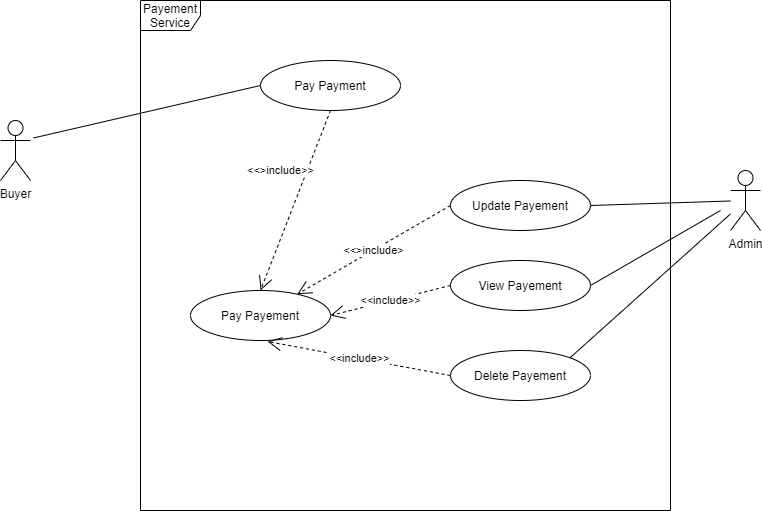 Payement
Service
Pay Payment
<<>include>>
Buyer
Update Payement
Admin
<<>include>
View Payement
<<include>>
Pay Payement
<<include>>
Delete Payement